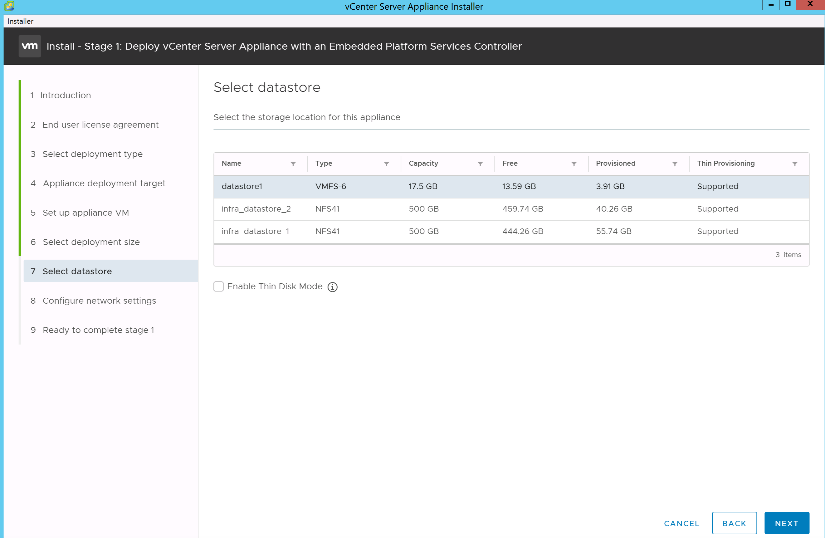 vCenter Server Appliance Installer
Installer
vm Install - Stage 1: Deploy vCenter Server Appliance with an Embedded Platform Services Controller
1 Introduction
2 End user license agreement
3 Select deployment type
4 Appliance deployment target
5 Set up appliance VM
6 Select deployment size
7 Select datastore
8 Configure network settings
9 Ready to complete stage 1
Select datastore
Select the storage location for this appliance
Name Type Capacity Free Provisioned Thin Provisioning
datastore1 VMFS-6 17.5 GB 13.59 GB 3.91 GB Supported
infra_datastore_2 NFS41 500 GB 459.74 GB 40.26 GB Supported
infra_datastore_1 NFS41 500 GB 444.26 GB 55.74 GB Supported
3 items
Enable Thin Disk Mode
CANCEL BACK NEXT